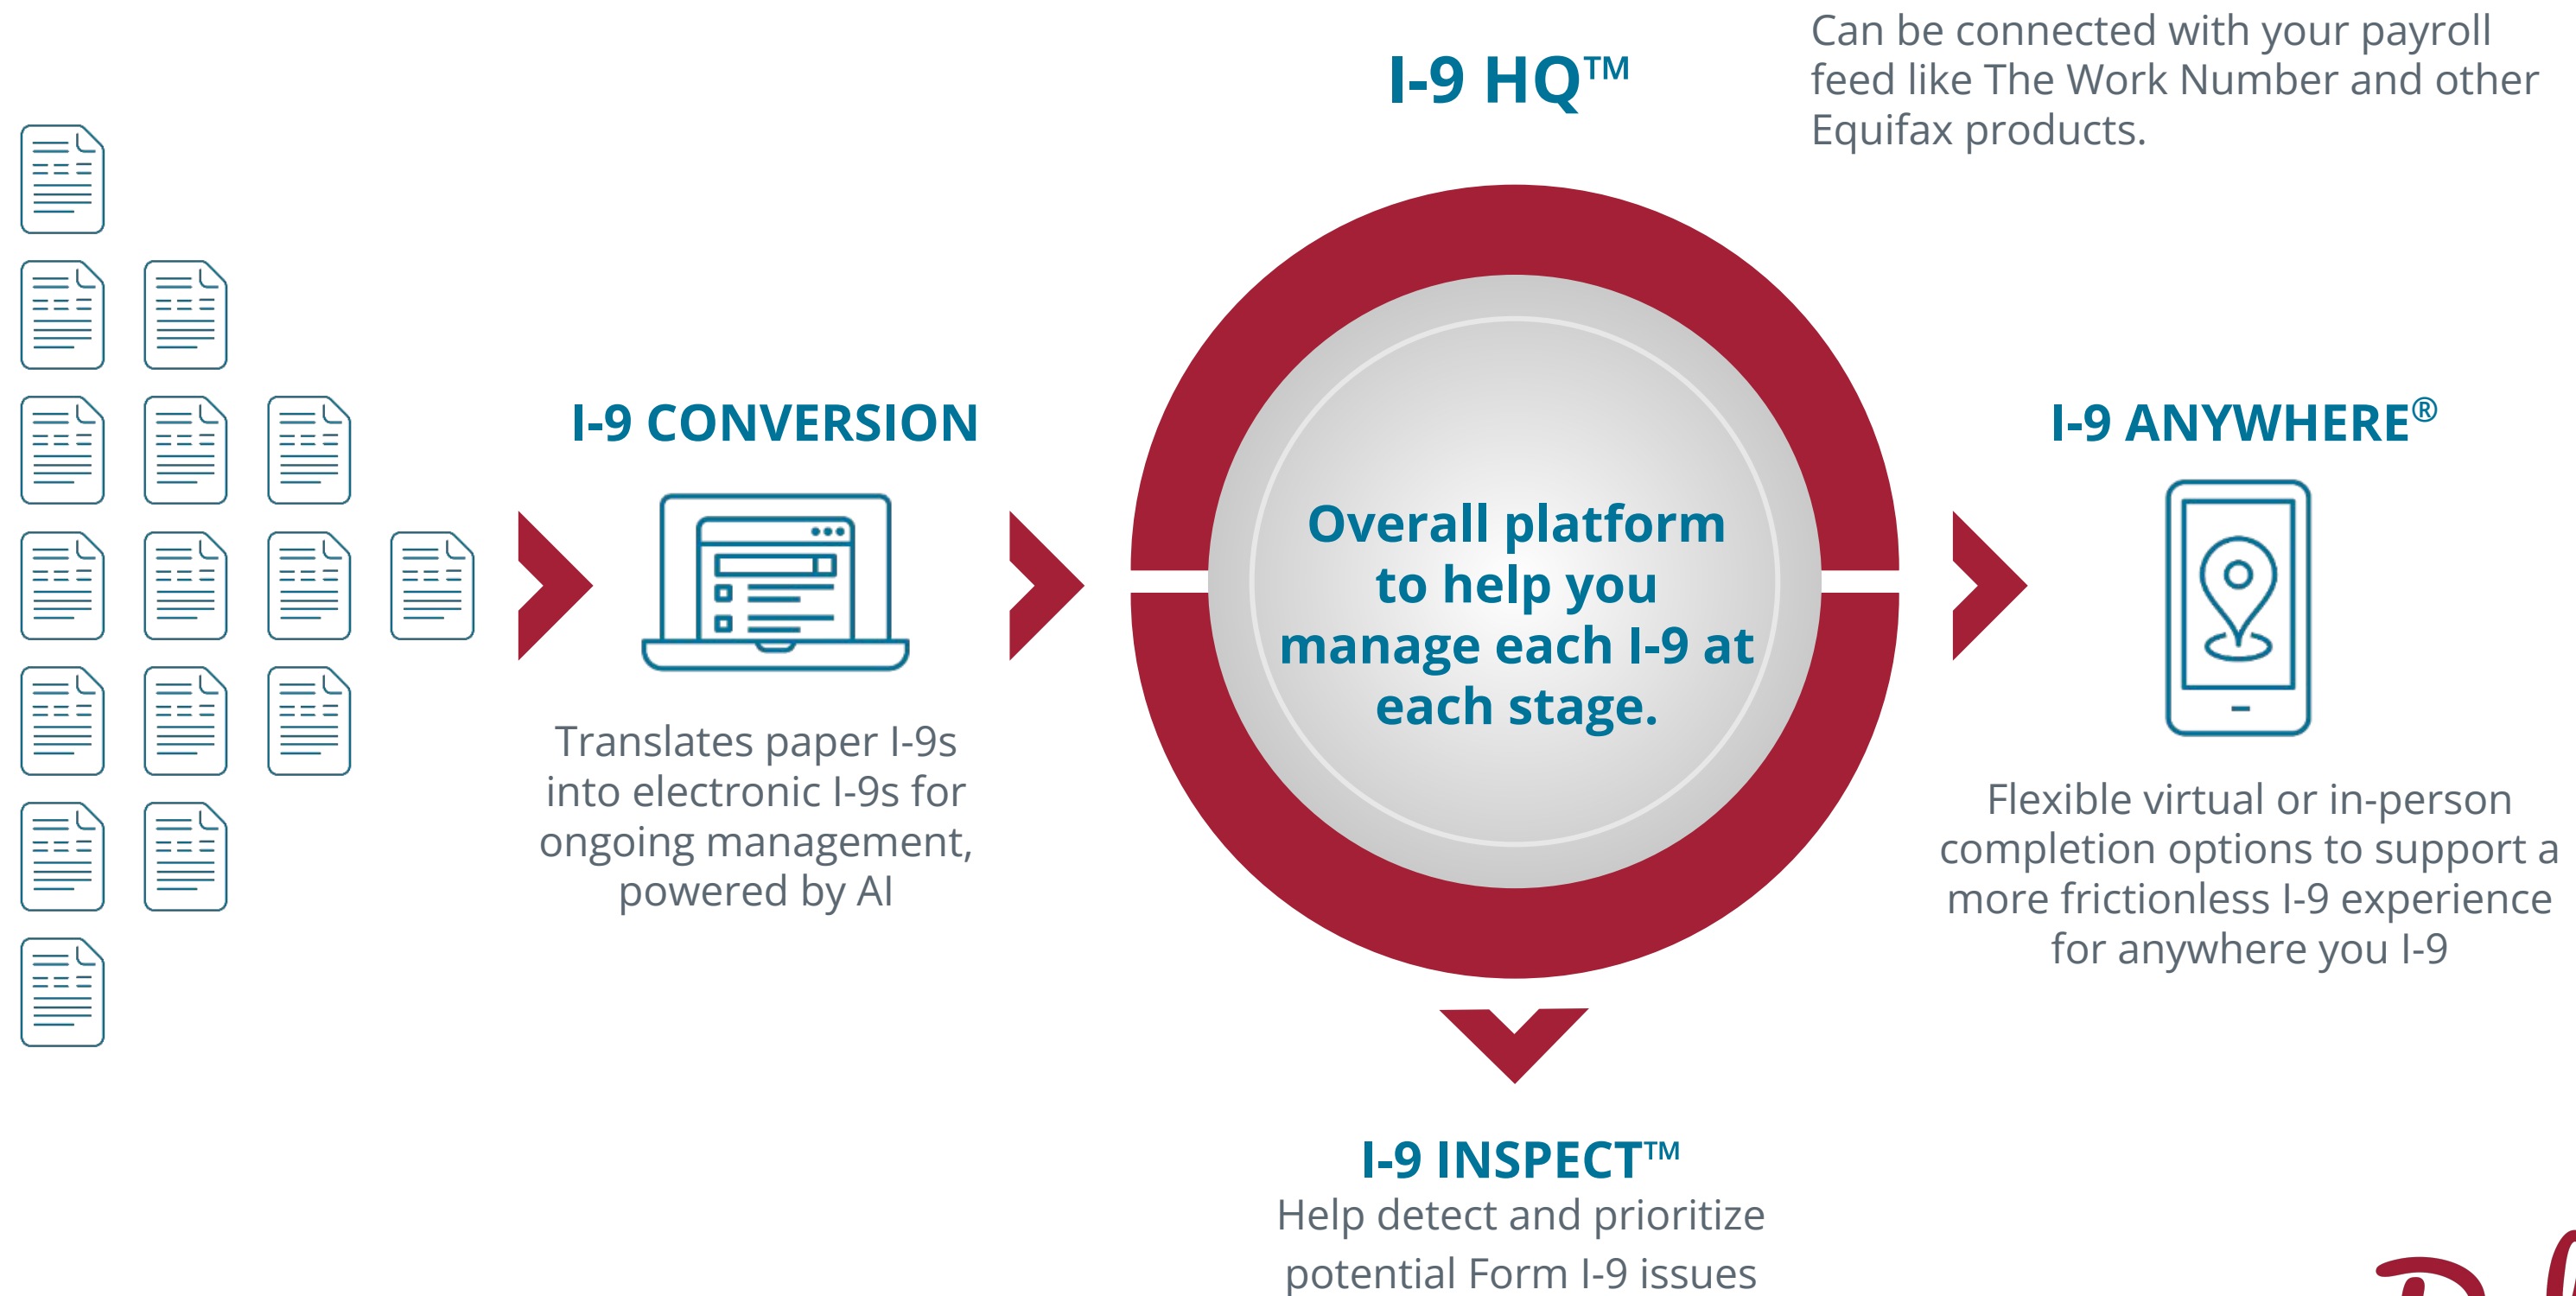 I-9 HQ™
Can be connected with your payroll
feed like The Work Number and other
Equifax products.
I-9 CONVERSION
Translates paper I-9s
into electronic I-9s for
ongoing management,
powered by AI
Overall platform
to help you
manage each I-9 at
each stage.
I-9 ANYWHERE®
Flexible virtual or in-person
completion options to support a
more frictionless I-9 experience
for anywhere you I-9
I-9 INSPECT™
Help detect and prioritize
potential Form I-9 issues